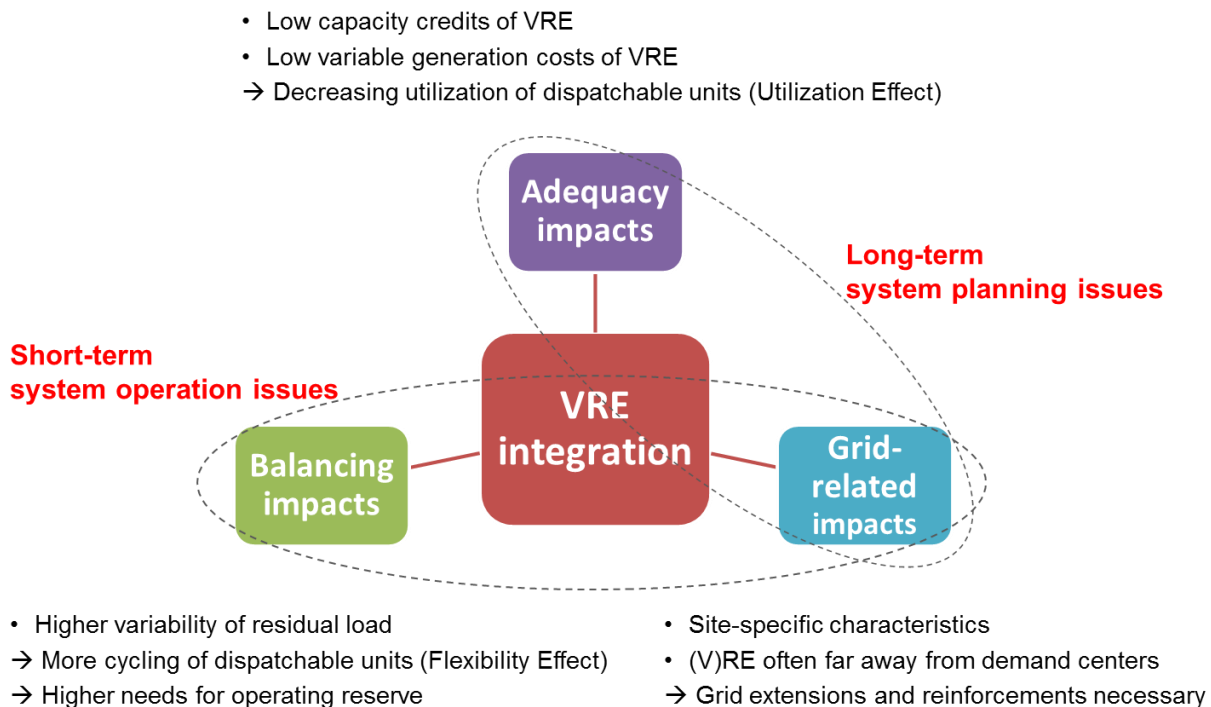 • Low capacity credits of VRE
• Low variable generation costs of VRE
→ Decreasing utilization of dispatchable units (Utilization Effect)
Adequacy
impacts
Long-term
system planning issues
Short-term
system operation issues
VRE
integration
Balancing
impacts
Grid-
related
impacts
• Higher variability of residual load
→ More cycling of dispatchable units (Flexibility Effect)
→ Higher needs for operating reserve
• Site-specific characteristics
• (V)RE often far away from demand centers
→ Grid extensions and reinforcements necessary